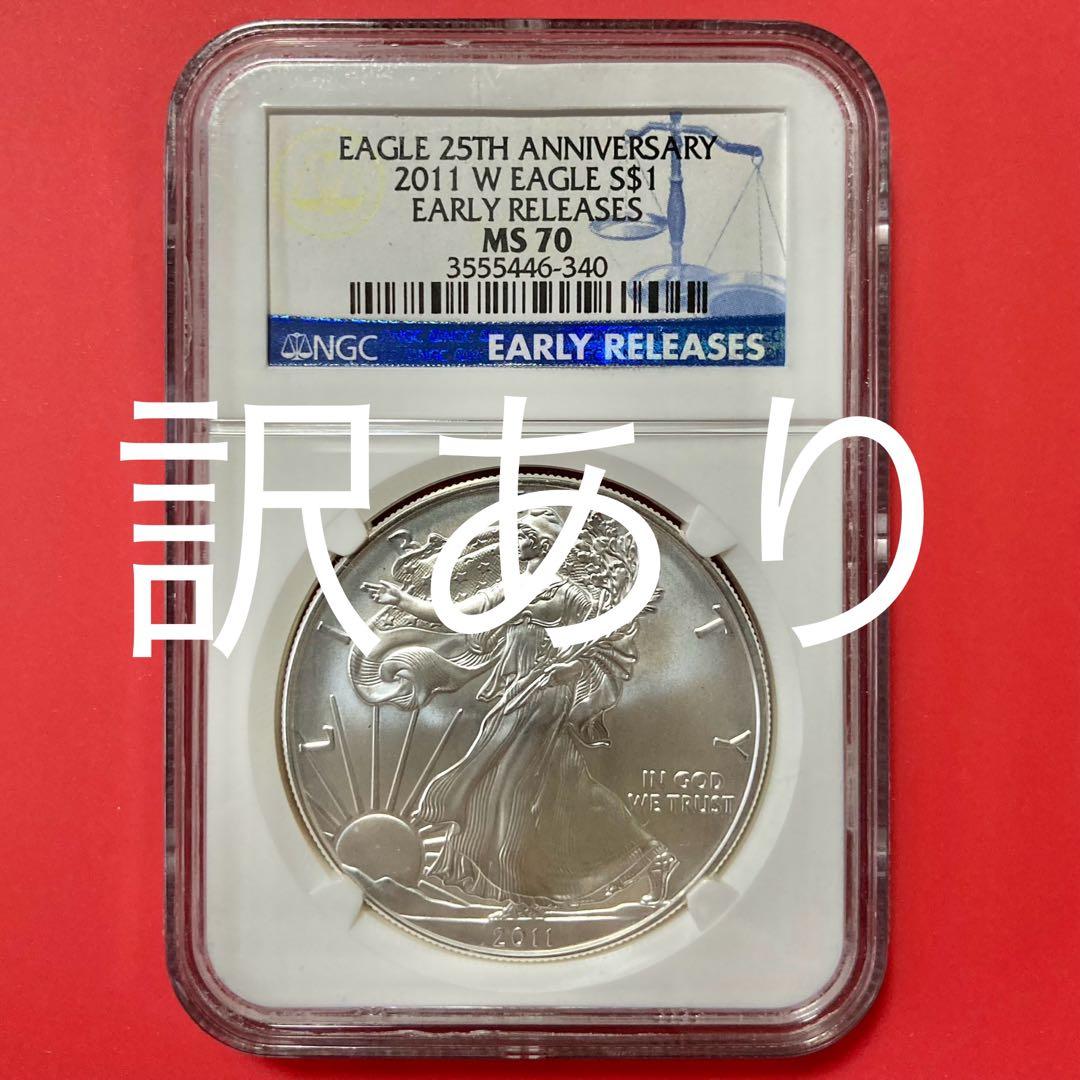 EAGLE 25TH ANNIVERSARY
2011 W EAGLE S$1
EARLY RELEASES
MS 70
3555446-340
NGC EARLY RELEASES
訳あり
LIBERTY
IN GOD
WE TRUST
2011